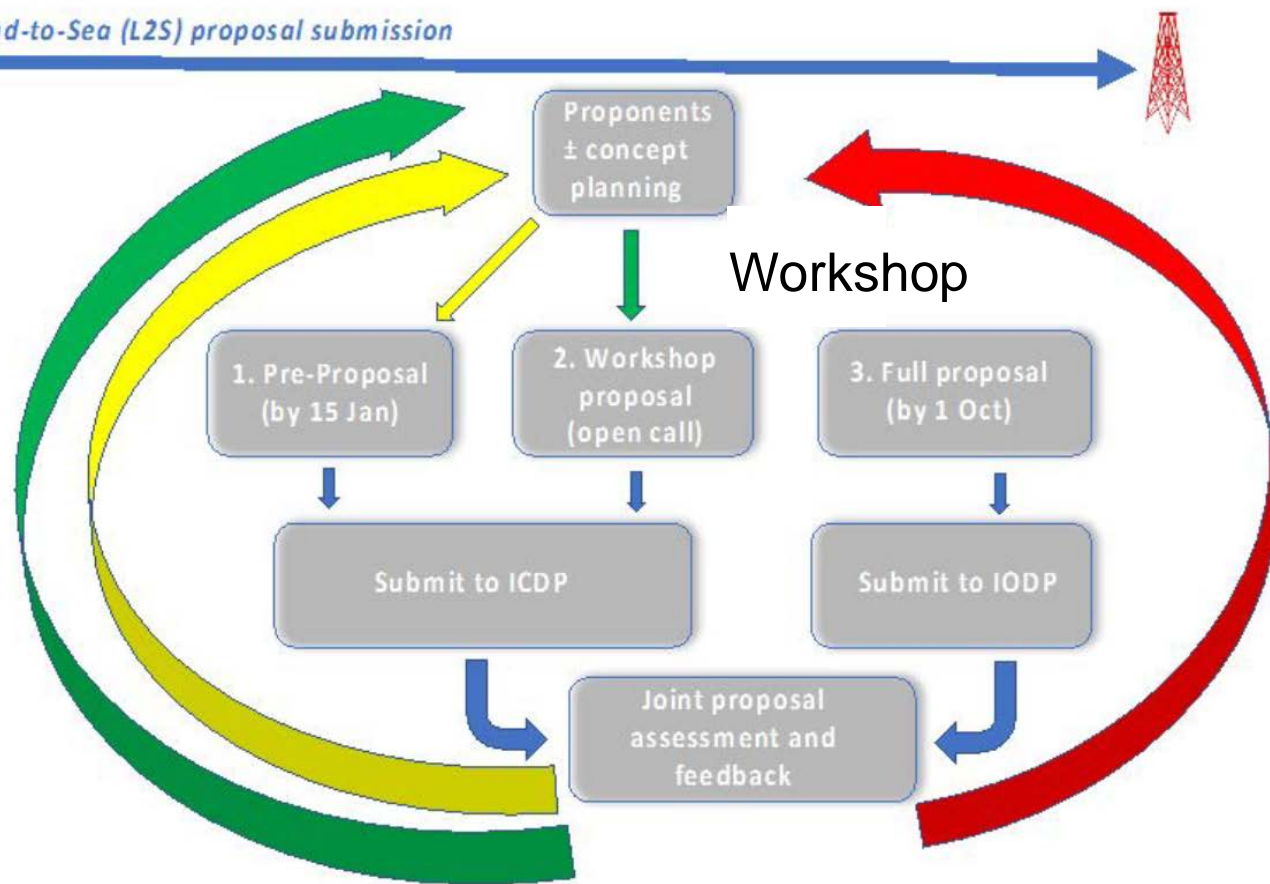 nd-to-Sea (L2S) proposal submission
Proponents
± concept
planning
Workshop
1. Pre-Proposal
(by 15 Jan)
2. Workshop
proposal
(open call)
3. Full proposal
(by 1 Oct)
Submit to ICDP
Submit to IODP
Joint proposal
assessment and
feedback